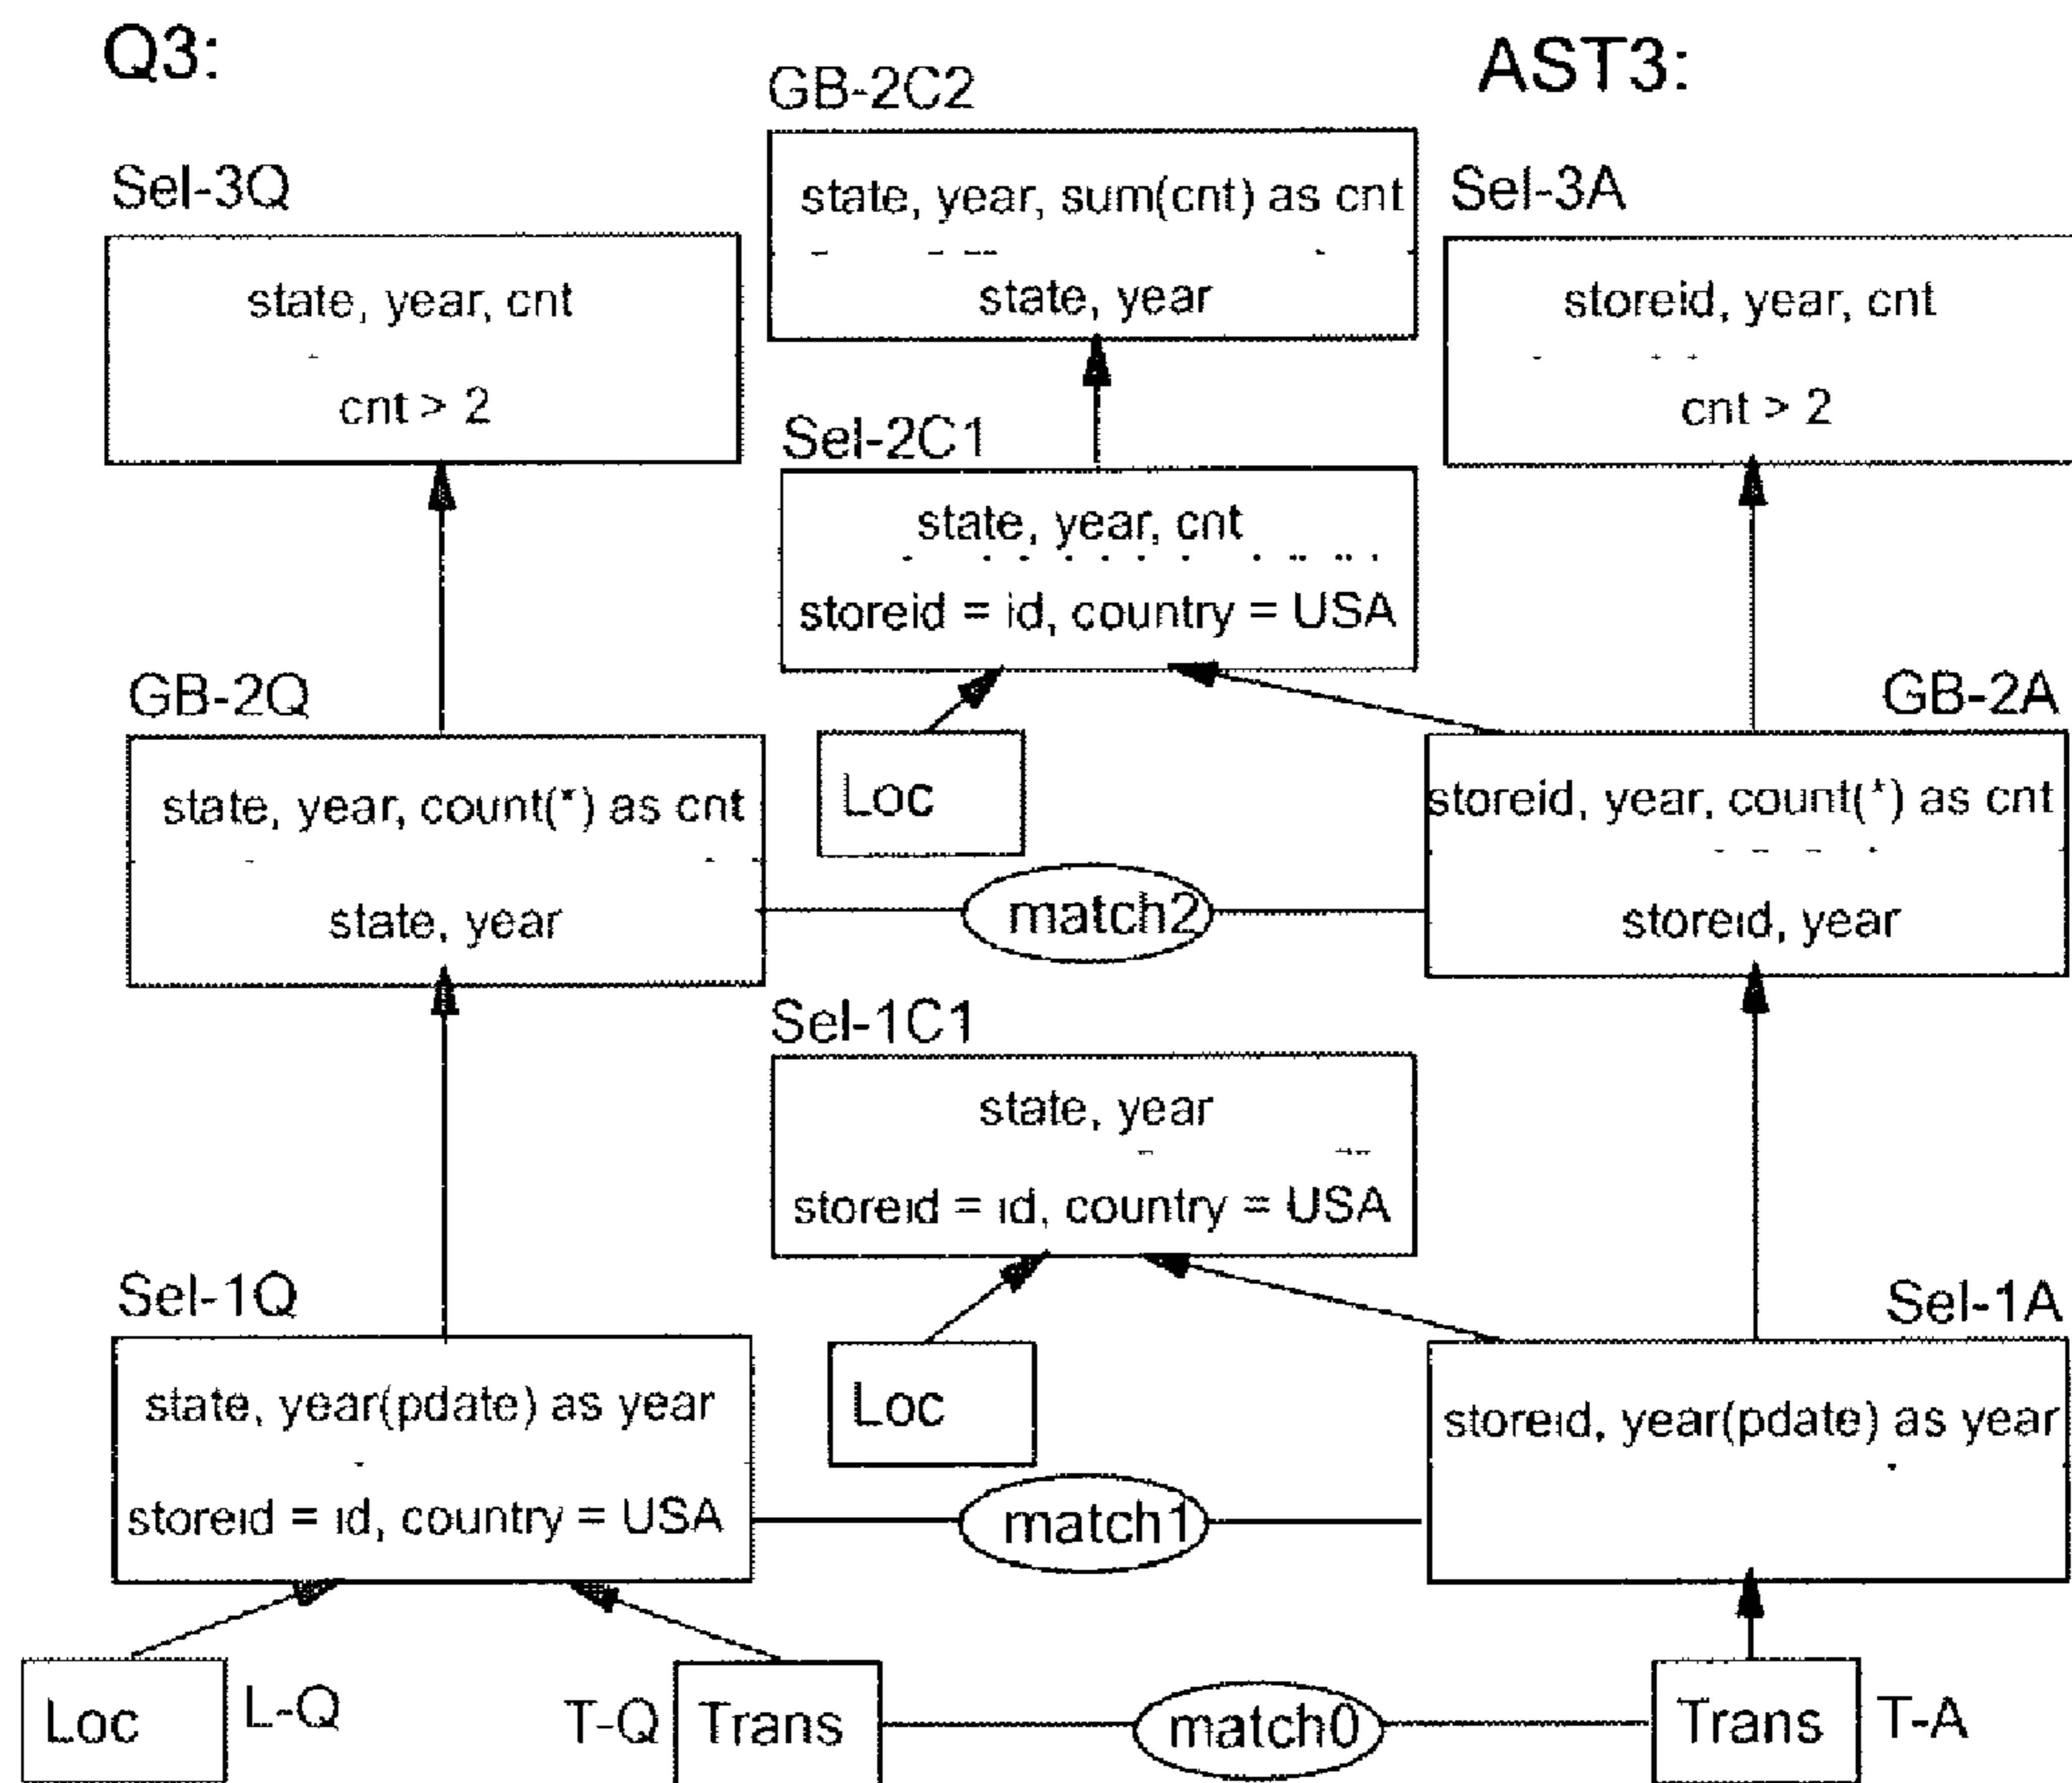 Q3:
AST3:
GB-2C2
state, year, sum(cnt) as cnt
state, year
Sel-3Q
state, year, cnt
cnt > 2
Sel-3A
storeid, year, cnt
cnt > 2
Sel-2C1
state, year, cnt
storeid = id, country = USA
Loc
GB-2Q
state, year, count(*) as cnt
state, year
match2
GB-2A
storeid, year, count(*) as cnt
storeid, year
Sel-1C1
state, year
storeid = id, country = USA
Loc
Sel-1Q
state, year(pdate) as year
storeid = id, country = USA
match1
Sel-1A
storeid, year(pdate) as year
Loc
L-Q
T-Q
Trans
match0
Trans
T-A